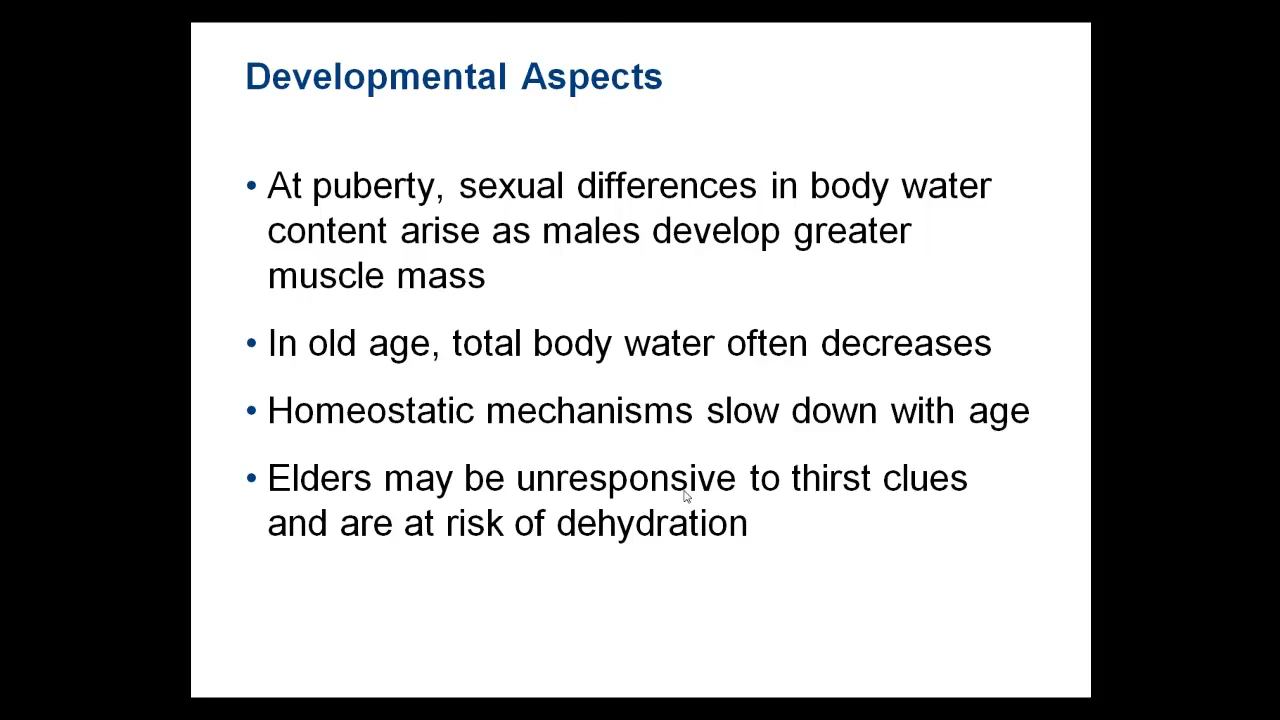 Developmental Aspects
• At puberty, sexual differences in body water
content arise as males develop greater
muscle mass
• In old age, total body water often decreases
• Homeostatic mechanisms slow down with age
• Elders may be unresponsive to thirst clues
and are at risk of dehydration